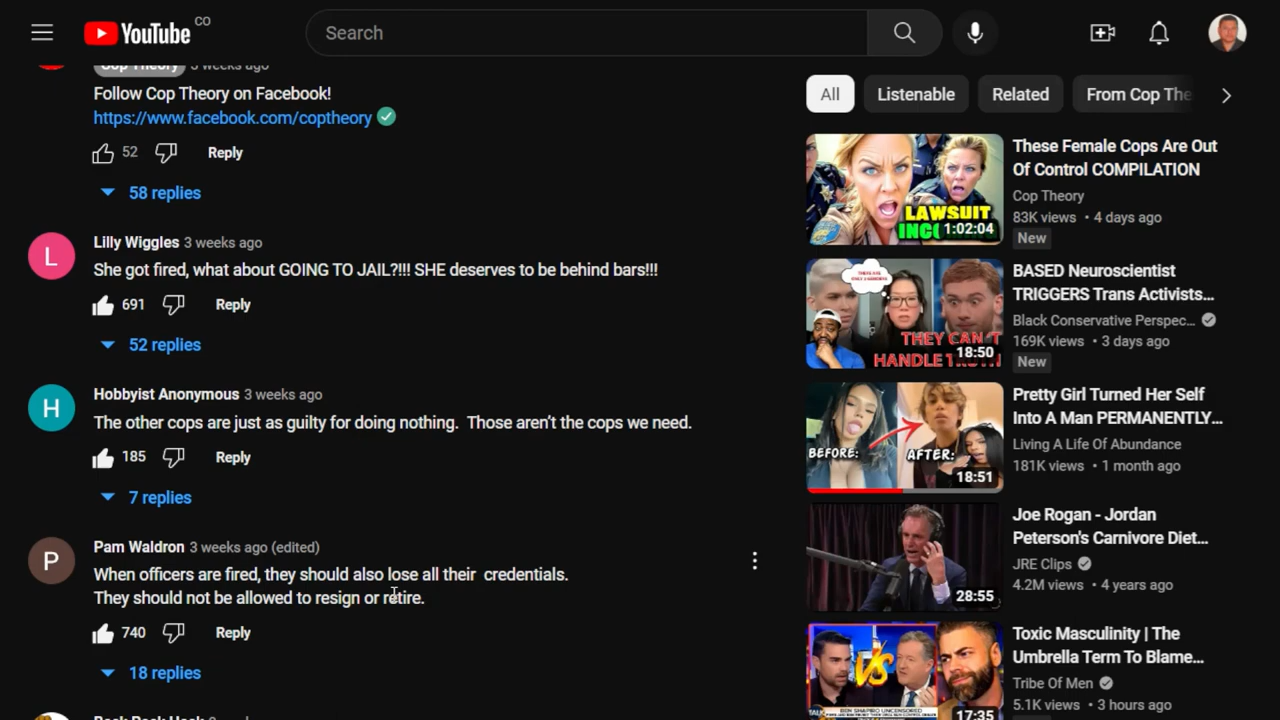 YouTube CO
Search
Cop Theory 3 weeks ago
Follow Cop Theory on Facebook!
https://www.facebook.com/coptheory
52 Reply
58 replies
L
Lilly Wiggles 3 weeks ago
She got fired, what about GOING TO JAIL?!!! SHE deserves to be behind bars!!!
691 Reply
52 replies
H
Hobbyist Anonymous 3 weeks ago
The other cops are just as guilty for doing nothing.  Those aren't the cops we need.
185 Reply
7 replies
P
Pam Waldron 3 weeks ago (edited)
When officers are fired, they should also lose all their  credentials.
They should not be allowed to resign or retire.
740 Reply
18 replies
All Listenable Related From Cop The
LAWSUIT
1:02:04
These Female Cops Are Out
Of Control COMPILATION
Cop Theory
83K views • 4 days ago
New
THEY CAN'T
HANDLE
18:50
BASED Neuroscientist
TRIGGERS Trans Activists...
Black Conservative Perspec...
169K views • 3 days ago
New
BEFORE:
AFTER:
18:51
Pretty Girl Turned Her Self
Into A Man PERMANENTLY...
Living A Life Of Abundance
181K views • 1 month ago
28:55
Joe Rogan - Jordan
Peterson's Carnivore Diet...
JRE Clips
4.2M views • 4 years ago
VS
BEN SHAPIRO UNCENSORED
17:35
Toxic Masculinity | The
Umbrella Term To Blame...
Tribe Of Men
5.1K views • 3 hours ago